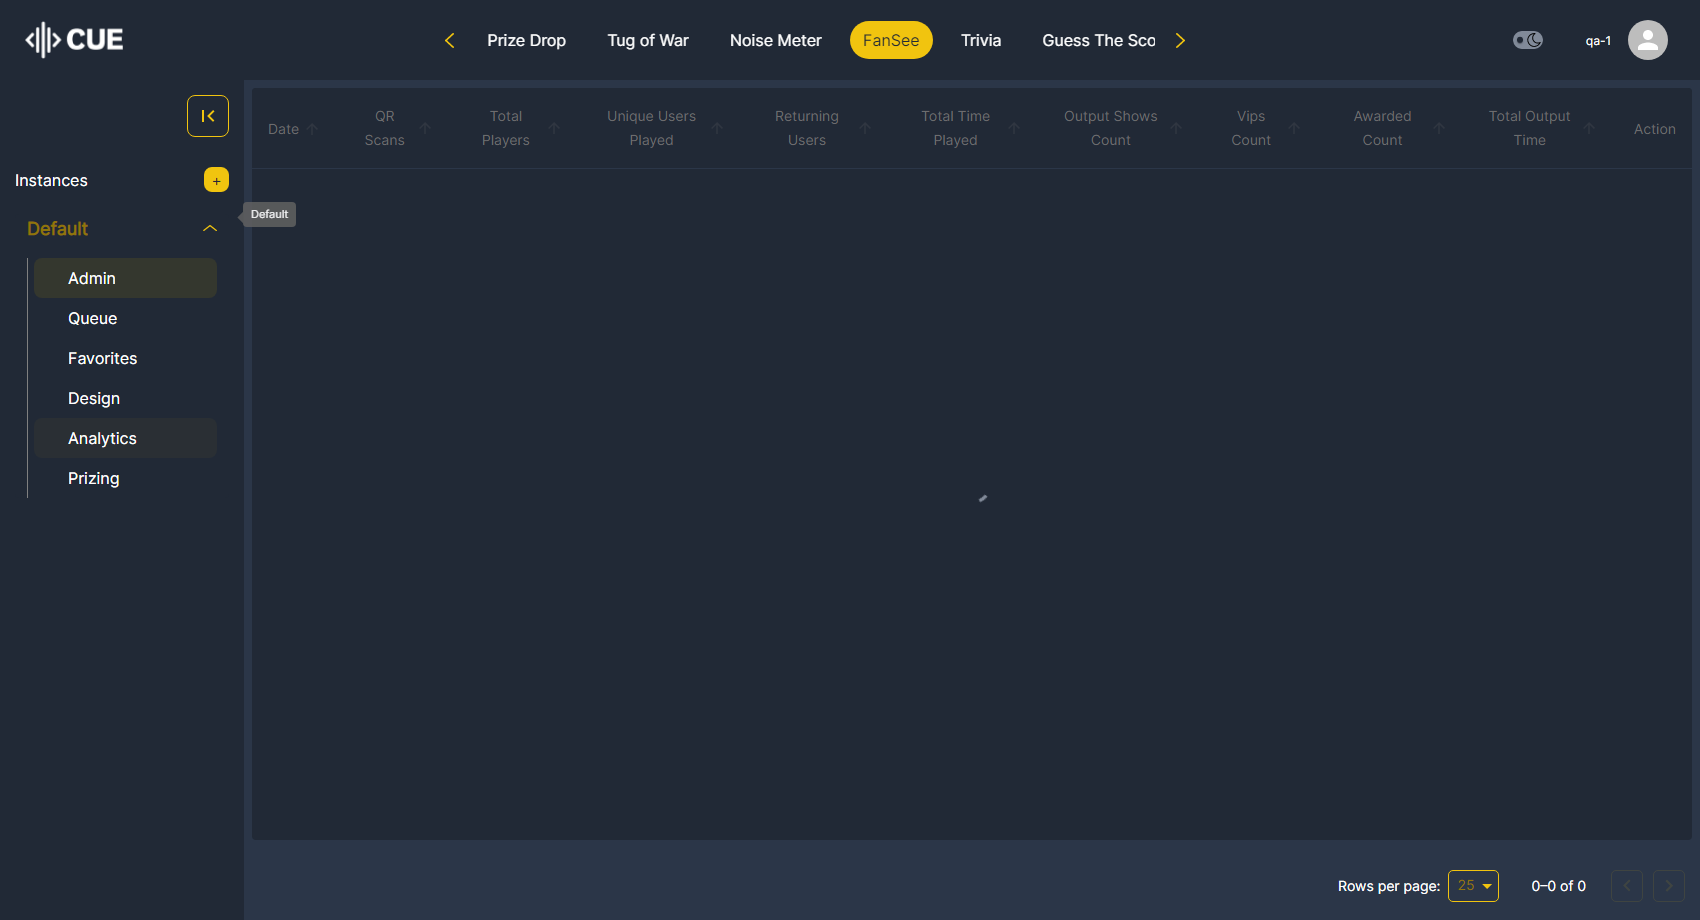 CUE
Prize Drop
Tug of War
Noise Meter
FanSee
Trivia
Guess The Sco
qa-1
Instances
+
Default
Default
Admin
Queue
Favorites
Design
Analytics
Prizing
Date
QR
Scans
Total
Players
Unique Users
Played
Returning
Users
Total Time
Played
Output Shows
Count
Vips
Count
Awarded
Count
Total Output
Time
Action
Rows per page:
25
0–0 of 0